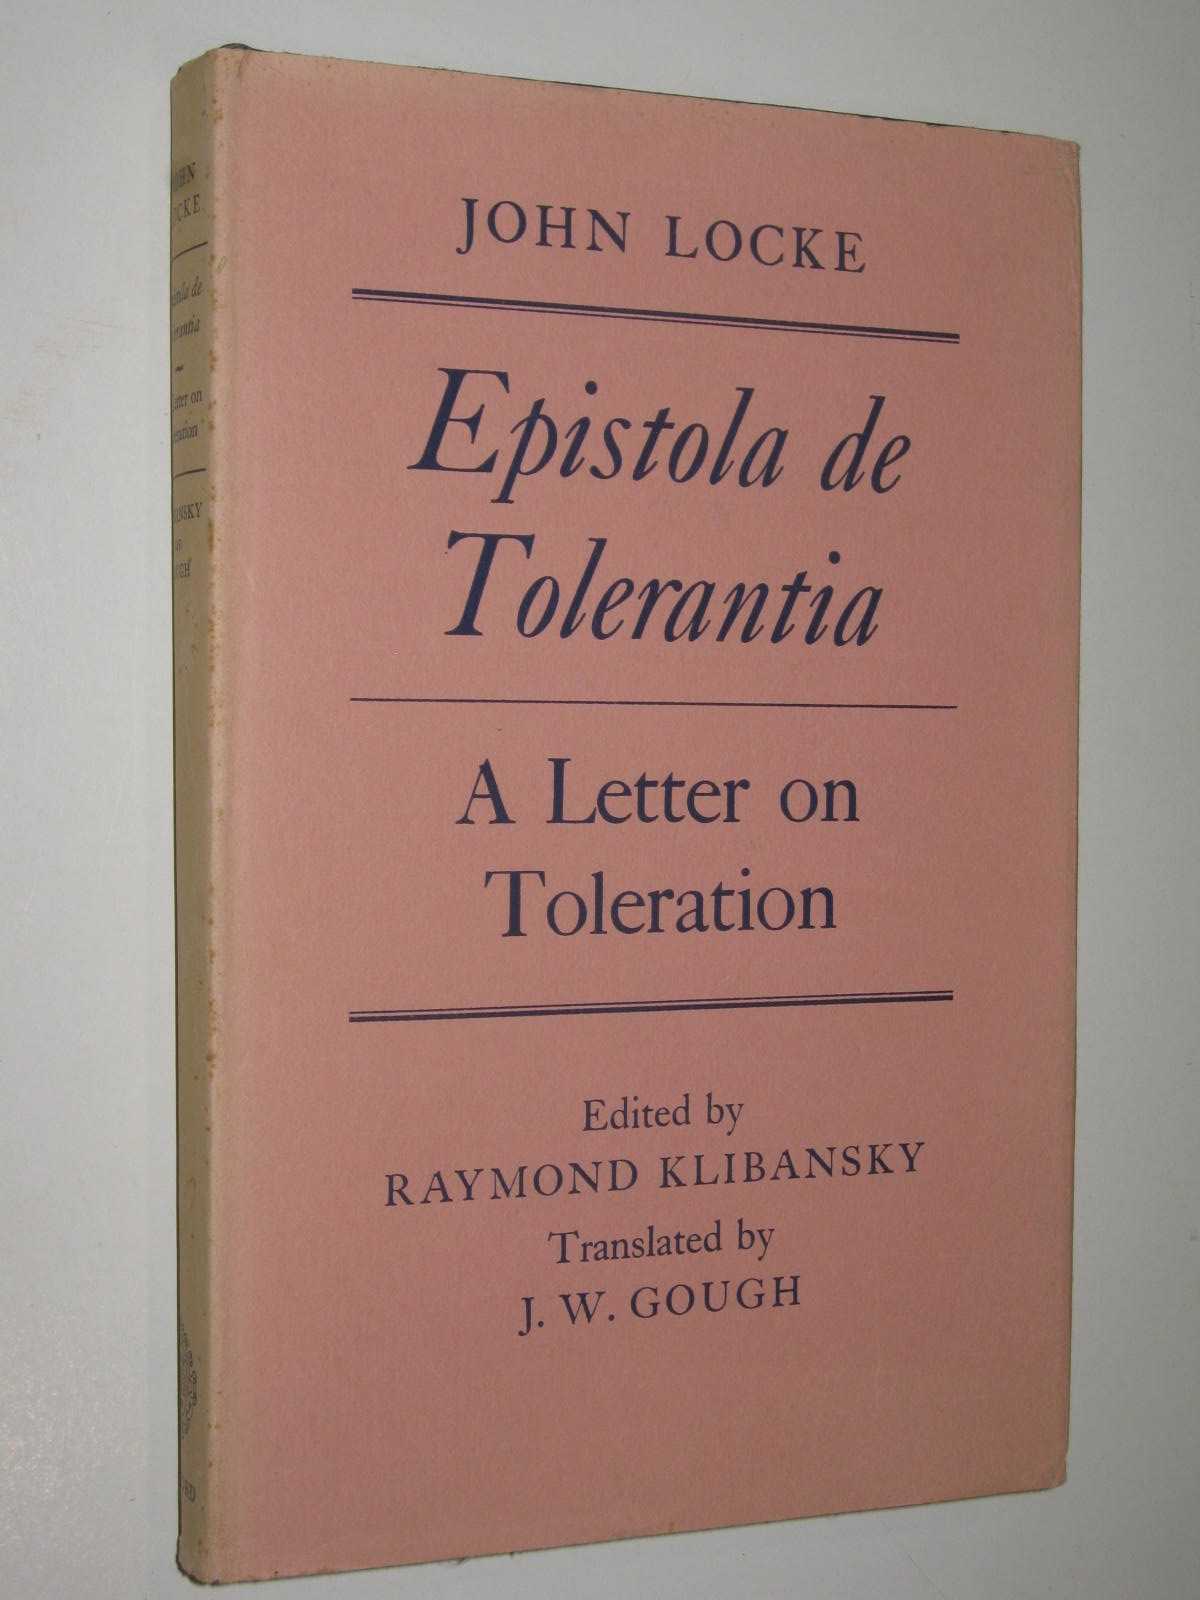 JOHN LOCKE
Epistola de
Tolerantia
A Letter on
Toleration
Edited by
RAYMOND KLIBANSKY
Translated by
J. W. GOUGH